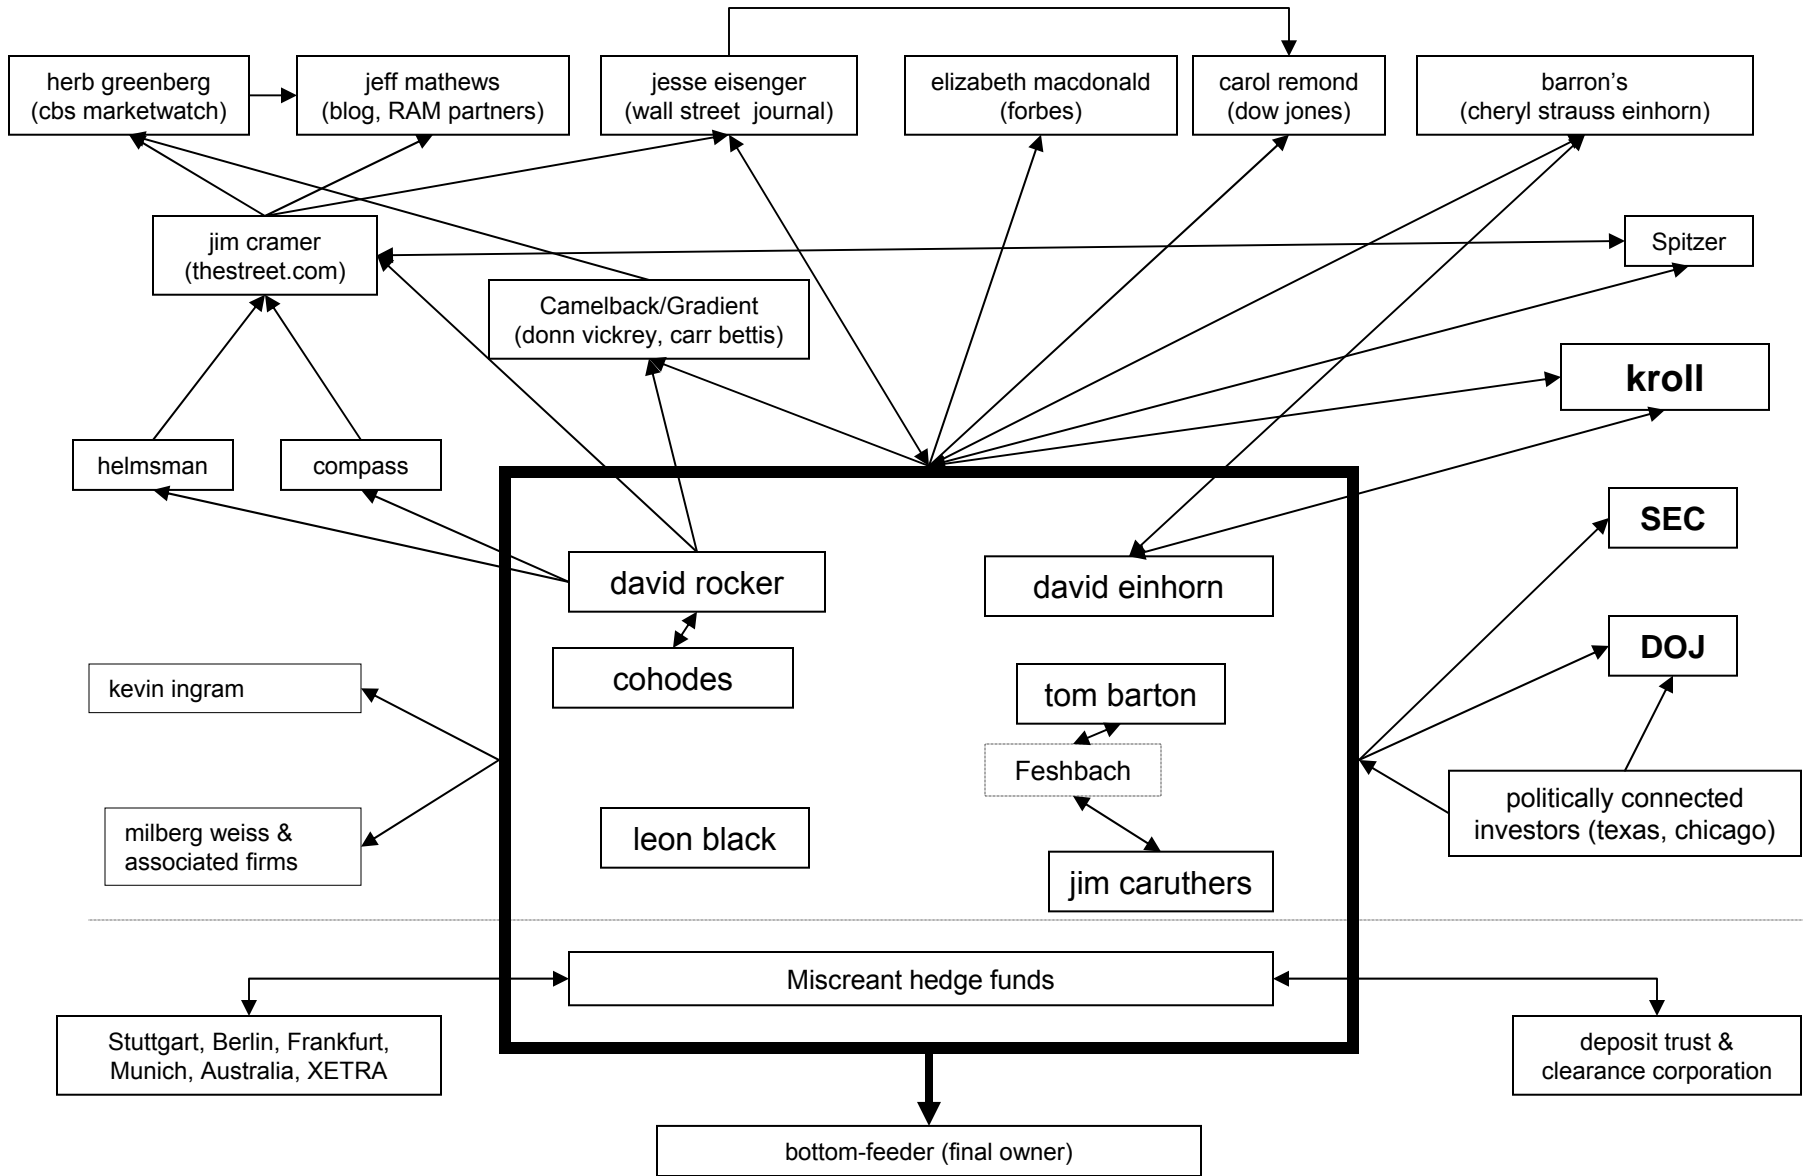 herb greenberg
(cbs marketwatch)
jeff mathews
(blog, RAM partners)
jesse eisenger
(wall street journal)
elizabeth macdonald
(forbes)
carol remond
(dow jones)
barron’s
(cheryl strauss einhorn)
jim cramer
(thestreet.com)
Spitzer
Camelback/Gradient
(donn vickrey, carr bettis)
kroll
helmsman
compass
SEC
david rocker
david einhorn
DOJ
cohodes
kevin ingram
tom barton
Feshbach
politically connected
investors (texas, chicago)
milberg weiss &
associated firms
leon black
jim caruthers
Miscreant hedge funds
Stuttgart, Berlin, Frankfurt,
Munich, Australia, XETRA
deposit trust &
clearance corporation
bottom-feeder (final owner)